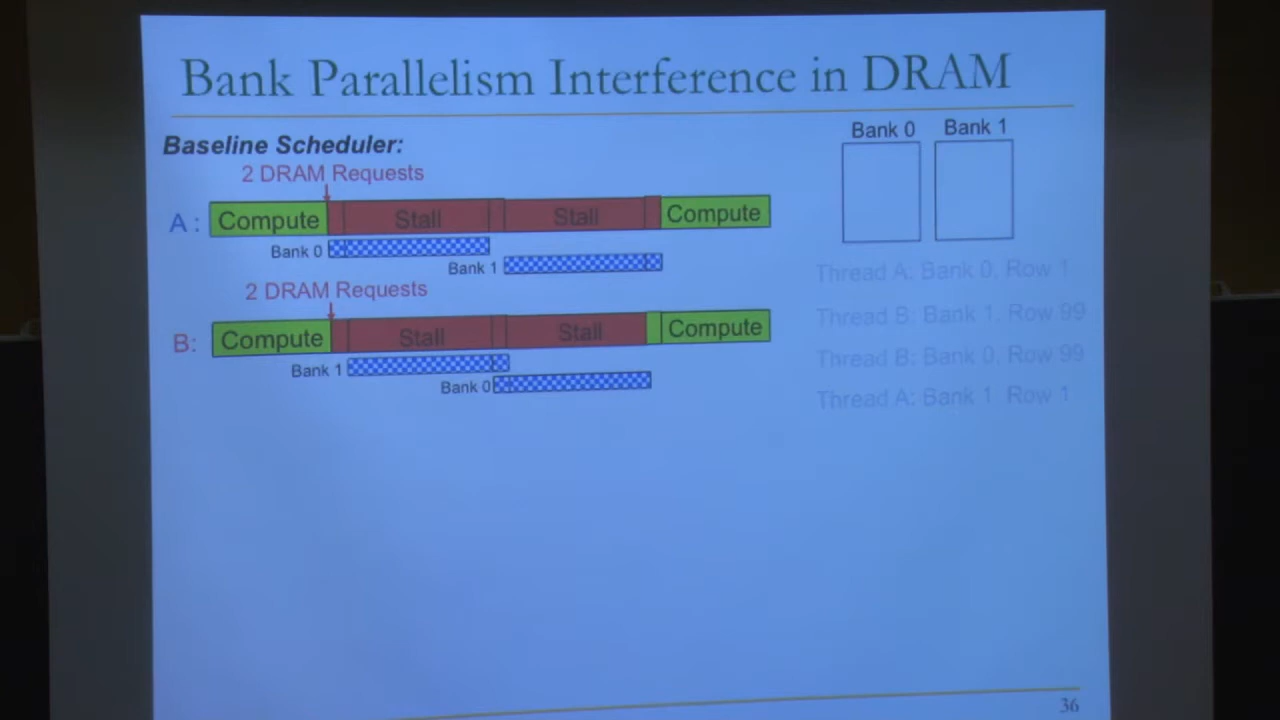 Bank Parallelism Interference in DRAM
Baseline Scheduler:
2 DRAM Requests
A :
Compute
Stall
Stall
Compute
Bank 0
Bank 1
2 DRAM Requests
B:
Compute
Stall
Stall
Compute
Bank 1
Bank 0
Bank 0
Bank 1
Thread A: Bank 0, Row 1
Thread B: Bank 1, Row 99
Thread B: Bank 0, Row 99
Thread A: Bank 1, Row 1
36